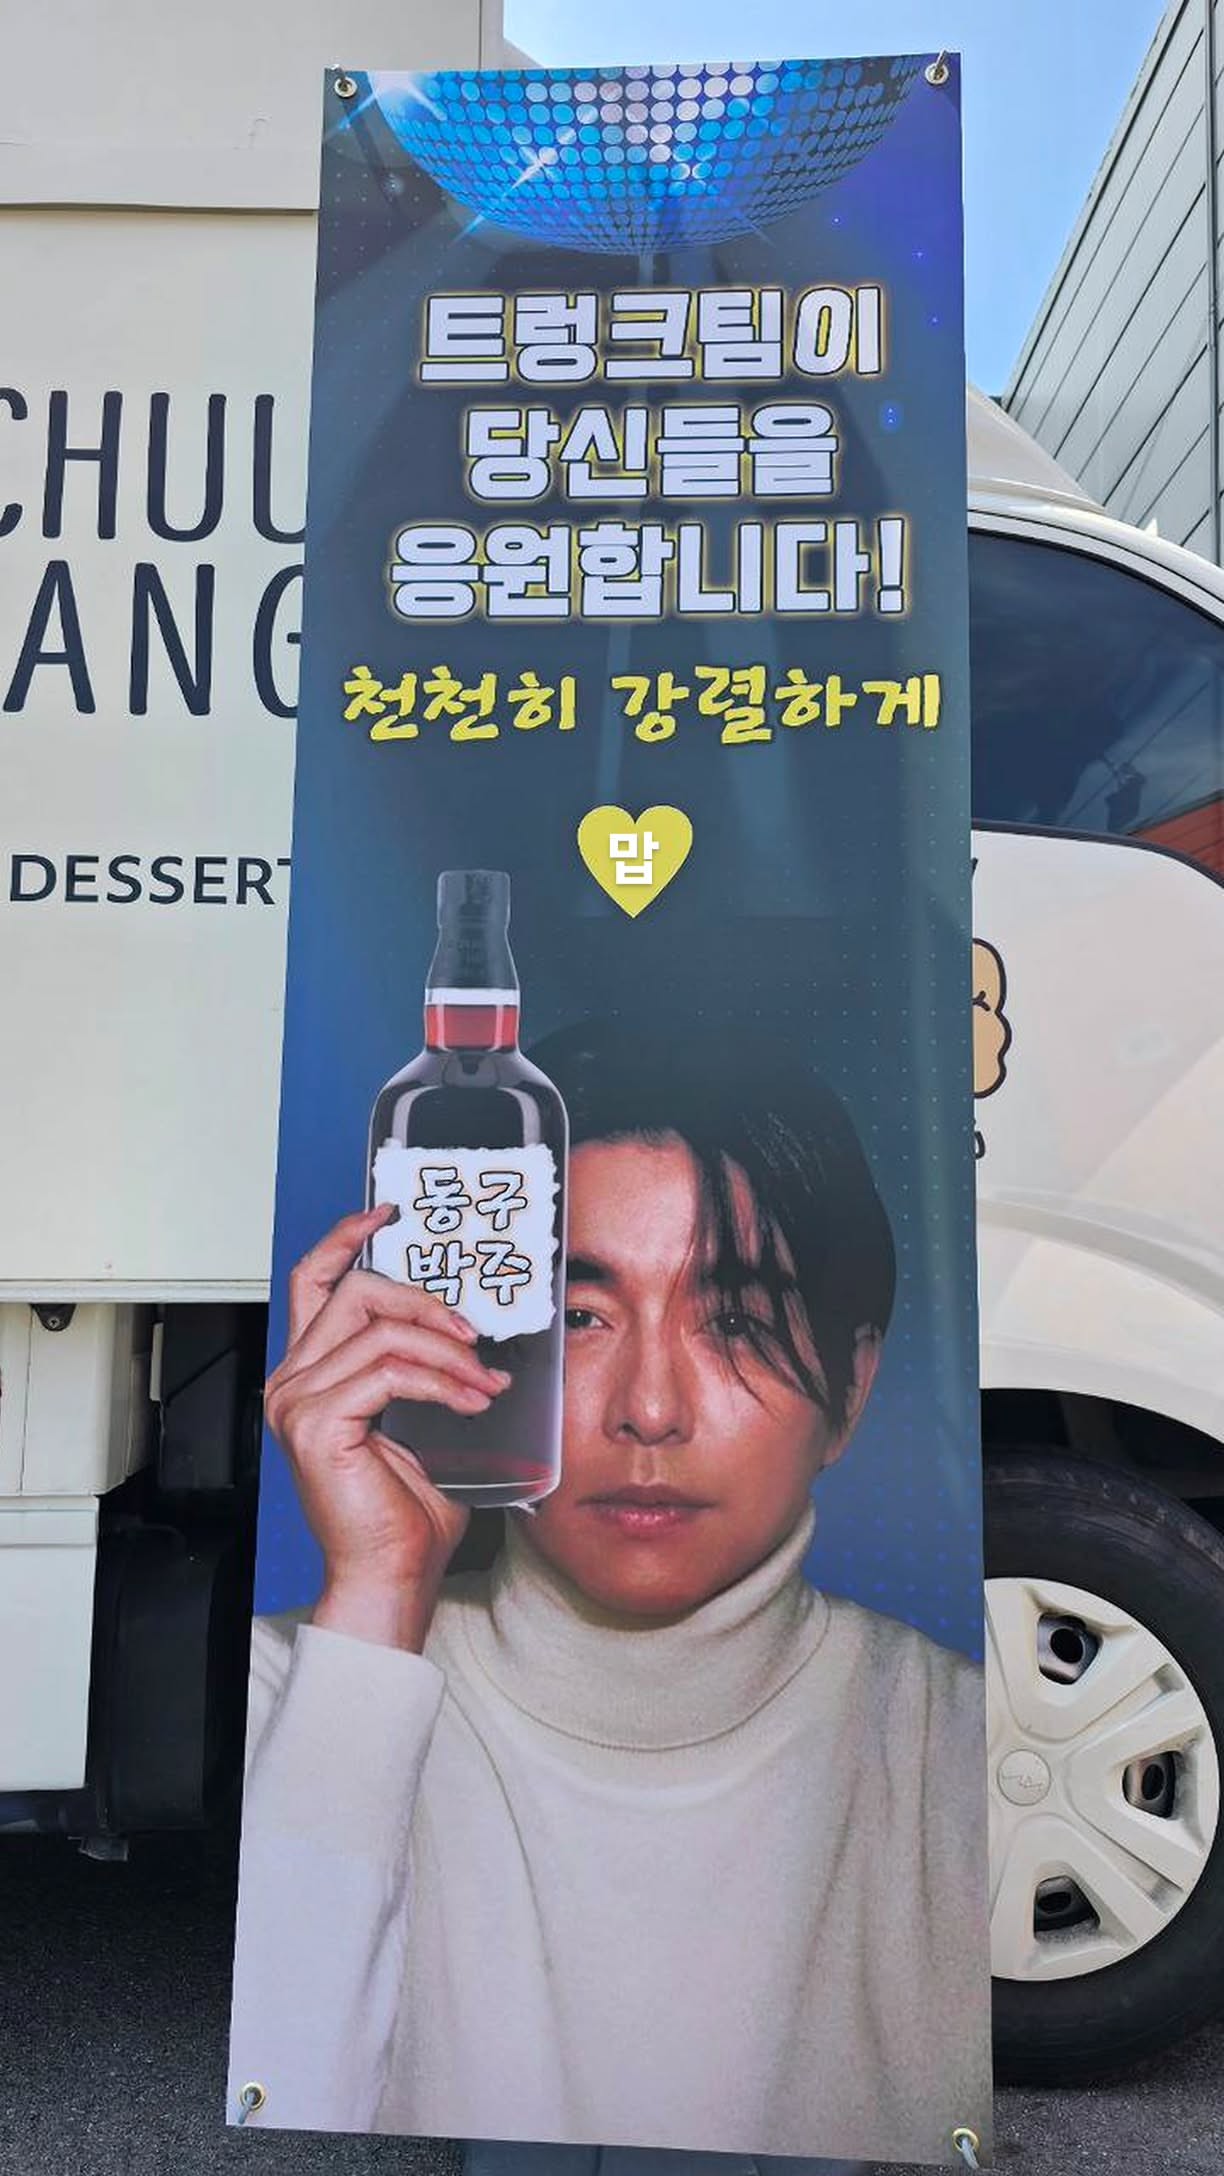 트렁크팀이
당신들을
응원합니다!
천천히 강렬하게
맙
동구
박주
CHUU
ANG
DESSERT